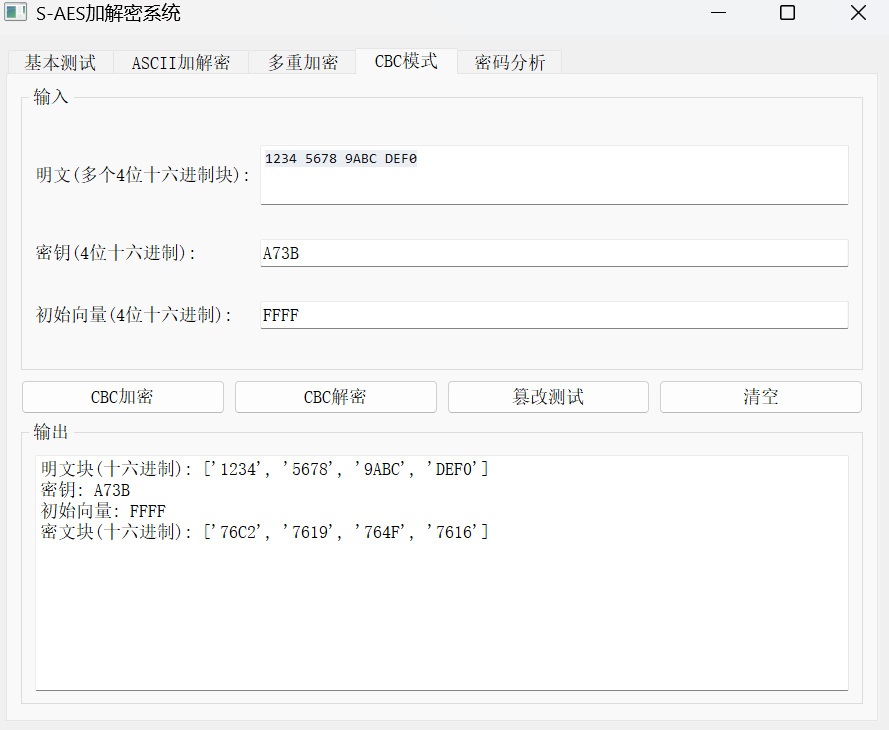 S-AES加解密系统
基本测试 ASCII加解密 多重加密 CBC模式 密码分析
输入
明文(多个4位十六进制块): 1234 5678 9ABC DEF0
密钥(4位十六进制): A73B
初始向量(4位十六进制): FFFF
CBC加密 CBC解密 篡改测试 清空
输出
明文块(十六进制): ['1234', '5678', '9ABC', 'DEF0']
密钥: A73B
初始向量: FFFF
密文块(十六进制): ['76C2', '7619', '764F', '7616']